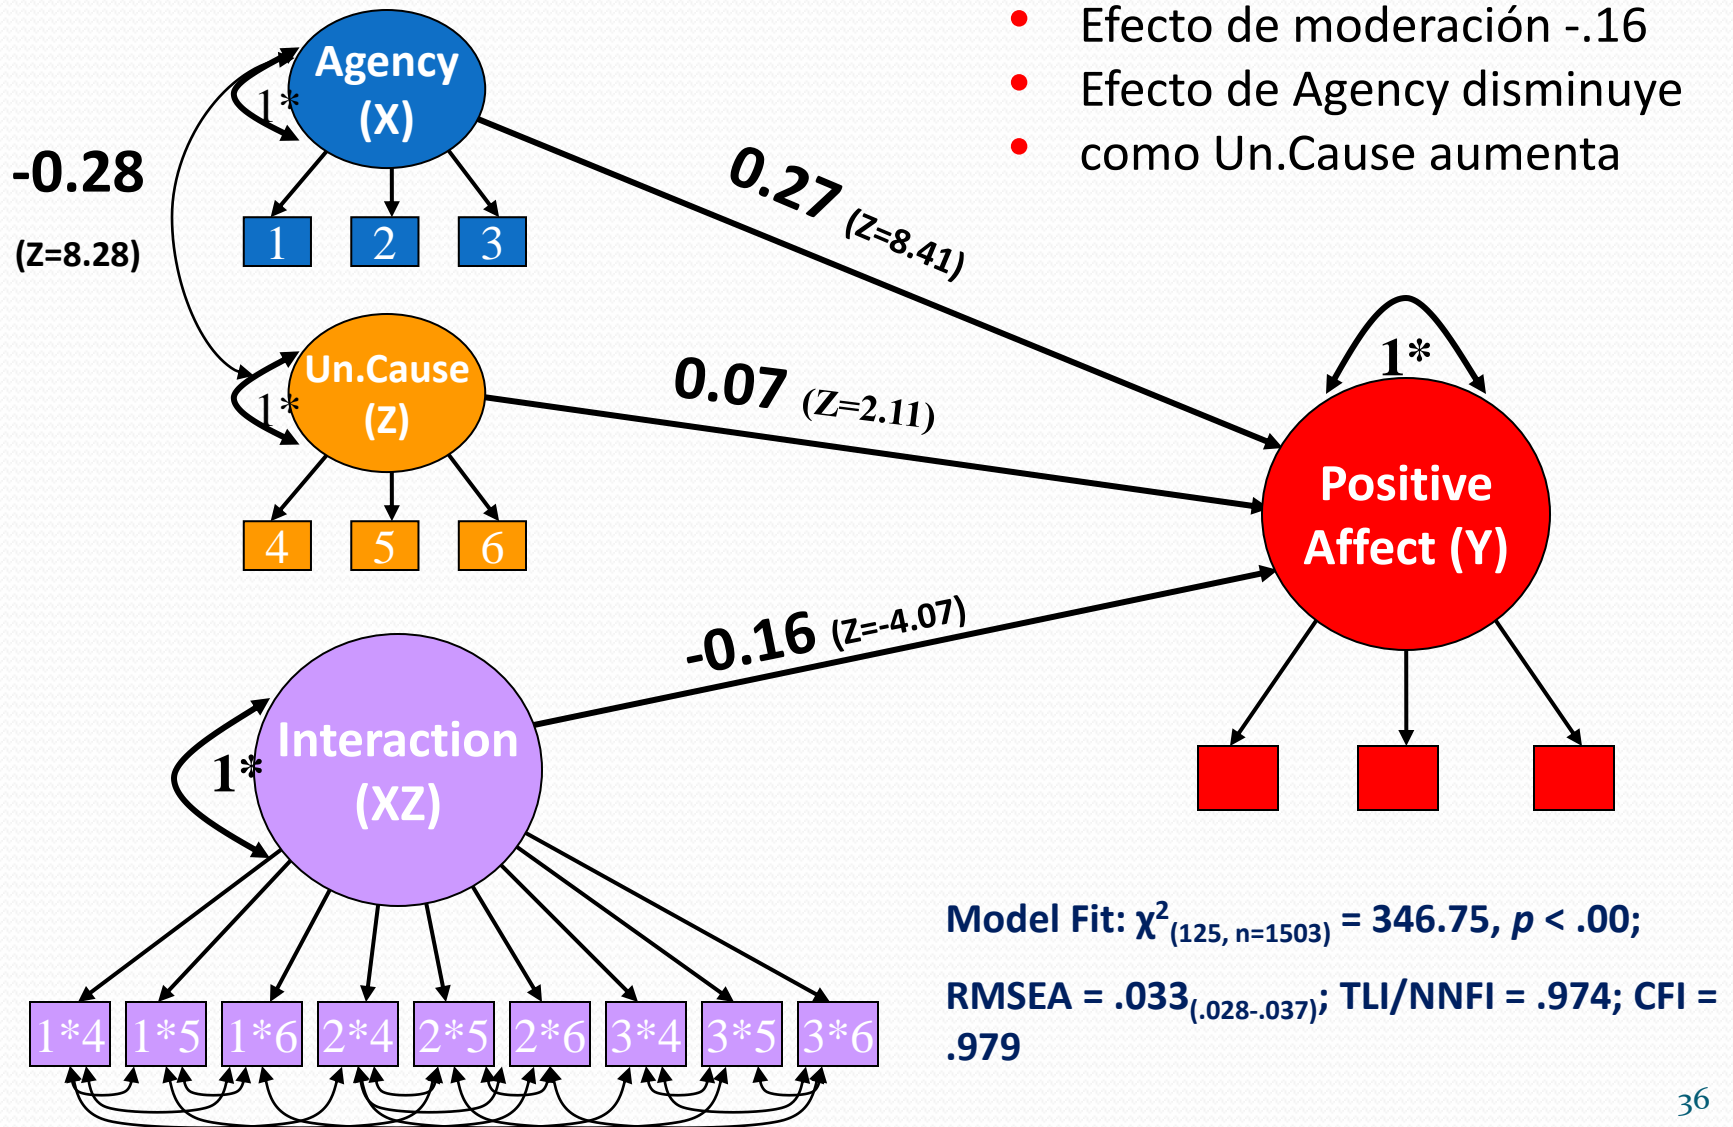 • Efecto de moderación -.16
• Efecto de Agency disminuye
• como Un.Cause aumenta
Agency
(X)
1*
-0.28
(Z=8.28)
1 2 3
0.27 (Z=8.41)
Un.Cause
(Z)
1*
4 5 6
0.07 (Z=2.11)
1*
Positive
Affect (Y)
-0.16 (Z=-4.07)
Interaction
(XZ)
1*
1*4 1*5 1*6 2*4 2*5 2*6 3*4 3*5 3*6
Model Fit: χ²(125, n=1503) = 346.75, p < .00;
RMSEA = .033(.028-.037); TLI/NNFI = .974; CFI =
.979
36